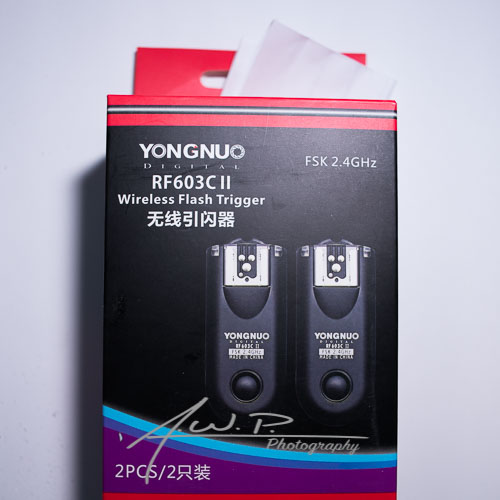 YONGNUO
DIGITAL
FSK 2.4GHz
RF603C II
Wireless Flash Trigger
无线引闪器
YONGNUO
DIGITAL
RF603C II
FSK 2.4GHz
MADE IN CHINA
YONGNUO
DIGITAL
RF603C II
FSK 2.4GHz
MADE IN CHINA
A.W.P.
Photography
2PCS/2只装